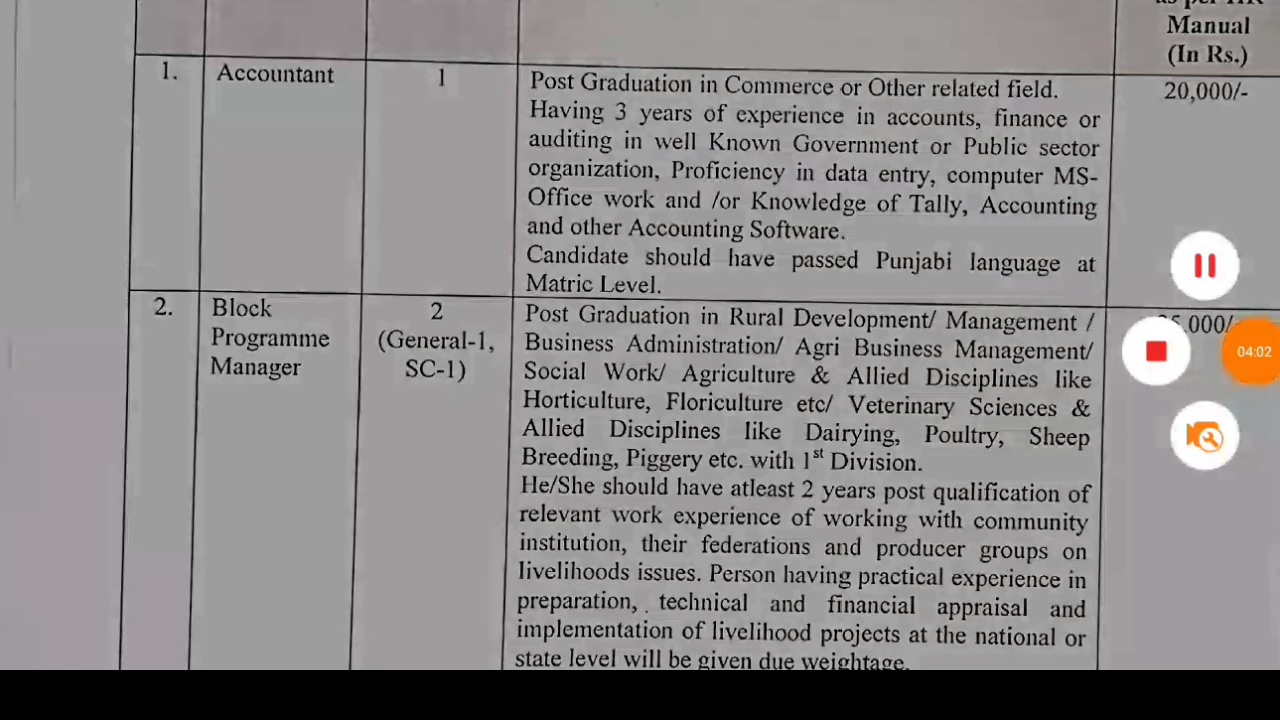 Manual
(In Rs.)
1.
Accountant
1
Post Graduation in Commerce or Other related field.
Having 3 years of experience in accounts, finance or
auditing in well Known Government or Public sector
organization, Proficiency in data entry, computer MS-
Office work and /or Knowledge of Tally, Accounting
and other Accounting Software.
Candidate should have passed Punjabi language at
Matric Level.
20,000/-
2.
Block
Programme
Manager
2
(General-1,
SC-1)
Post Graduation in Rural Development/ Management /
Business Administration/ Agri Business Management/
Social Work/ Agriculture & Allied Disciplines like
Horticulture, Floriculture etc/ Veterinary Sciences &
Allied Disciplines like Dairying, Poultry, Sheep
Breeding, Piggery etc. with 1st Division.
He/She should have atleast 2 years post qualification of
relevant work experience of working with community
institution, their federations and producer groups on
livelihoods issues. Person having practical experience in
preparation, technical and financial appraisal and
implementation of livelihood projects at the national or
state level will be given due weightage.
04:02